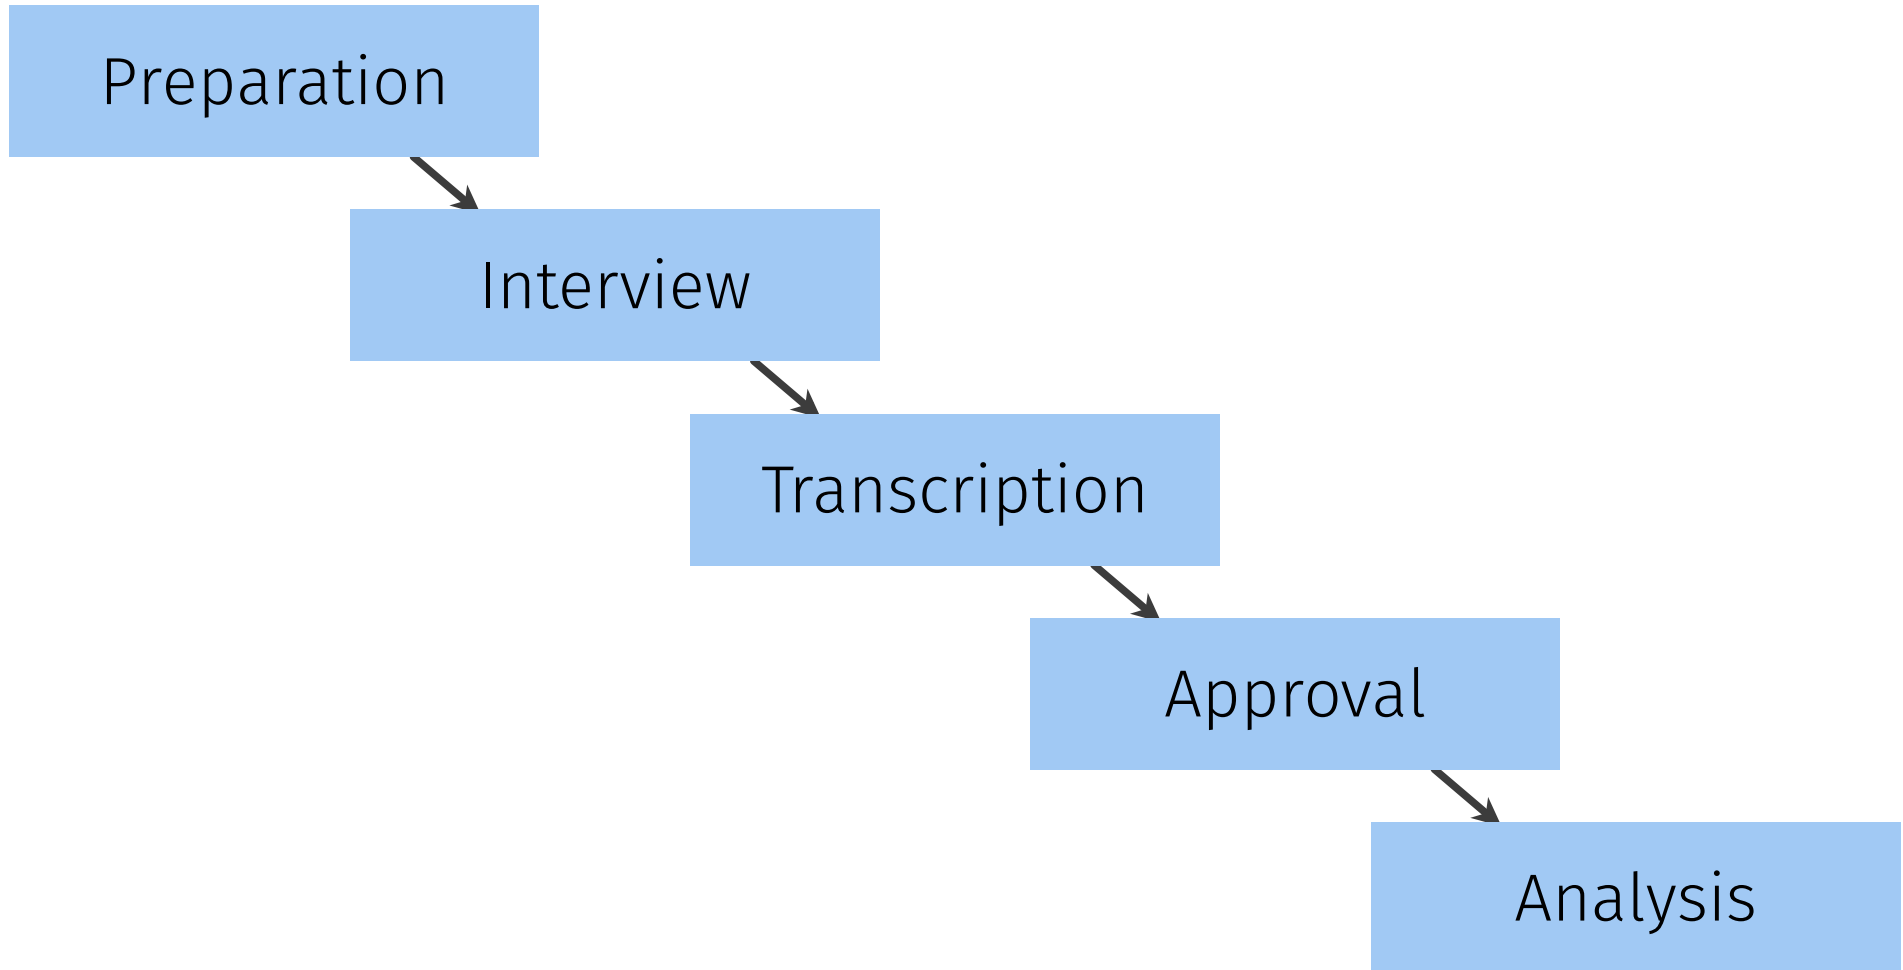 Preparation
Interview
Transcription
Approval
Analysis